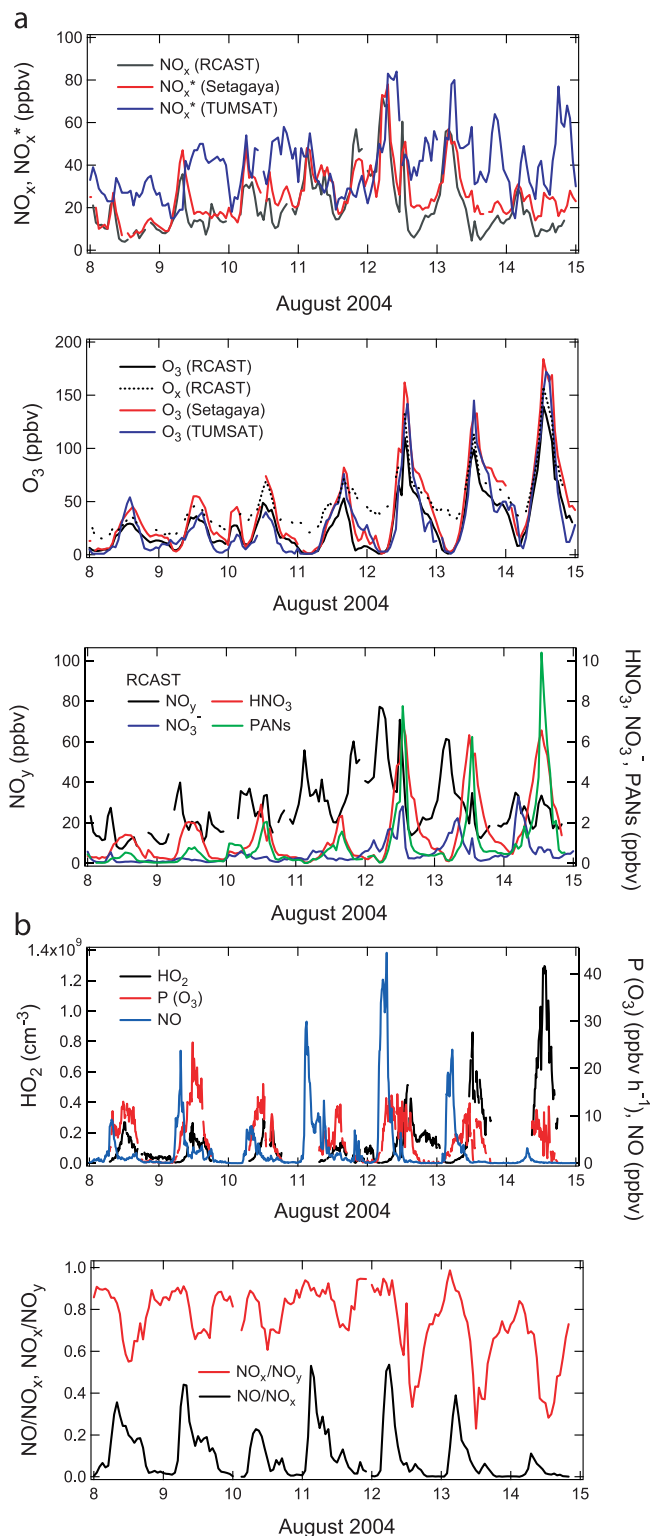 a
NOx, NOx* (ppbv)
100
80
60
40
20
0
NOx (RCAST)
NOx* (Setagaya)
NOx* (TUMSAT)
8 9 10 11 12 13 14 15
August 2004
O3 (ppbv)
200
150
100
50
0
O3 (RCAST)
Ox (RCAST)
O3 (Setagaya)
O3 (TUMSAT)
8 9 10 11 12 13 14 15
August 2004
NOy (ppbv)
100
80
60
40
20
0
RCAST
NOy HNO3
NO3- PANs
10
8
6
4
2
0
HNO3, NO3-, PANs (ppbv)
8 9 10 11 12 13 14 15
August 2004
b
HO2 (cm-3)
1.4x10^9
1.2
1.0
0.8
0.6
0.4
0.2
0.0
HO2
P (O3)
NO
40
30
20
10
0
P (O3) (ppbv h-1), NO (ppbv)
8 9 10 11 12 13 14 15
August 2004
NO/NOx, NOx/NOy
1.0
0.8
0.6
0.4
0.2
0.0
NOx/NOy
NO/NOx
8 9 10 11 12 13 14 15
August 2004